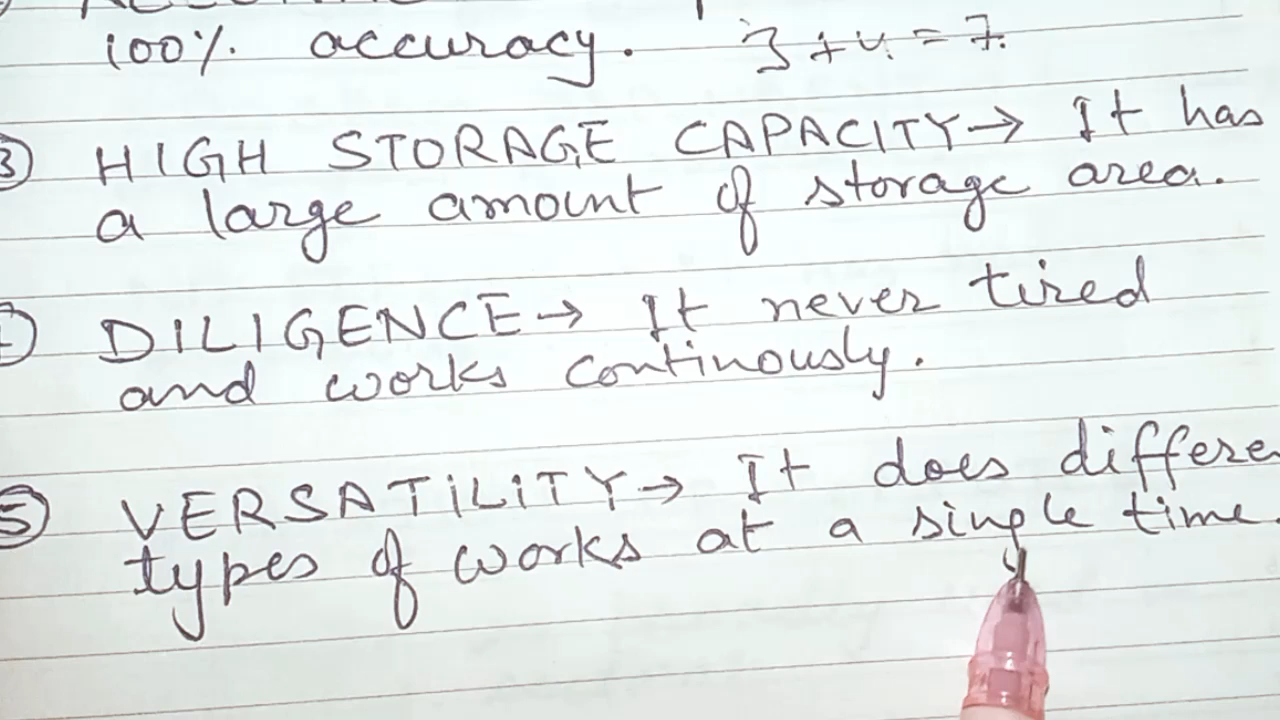 100% accuracy. 3+4=7.
③ HIGH STORAGE CAPACITY→ It has
a large amount of storage area.
DILIGENCE→ It never tired
and works continously.
⑤ VERSATILITY→ It does differe
types of works at a single time.